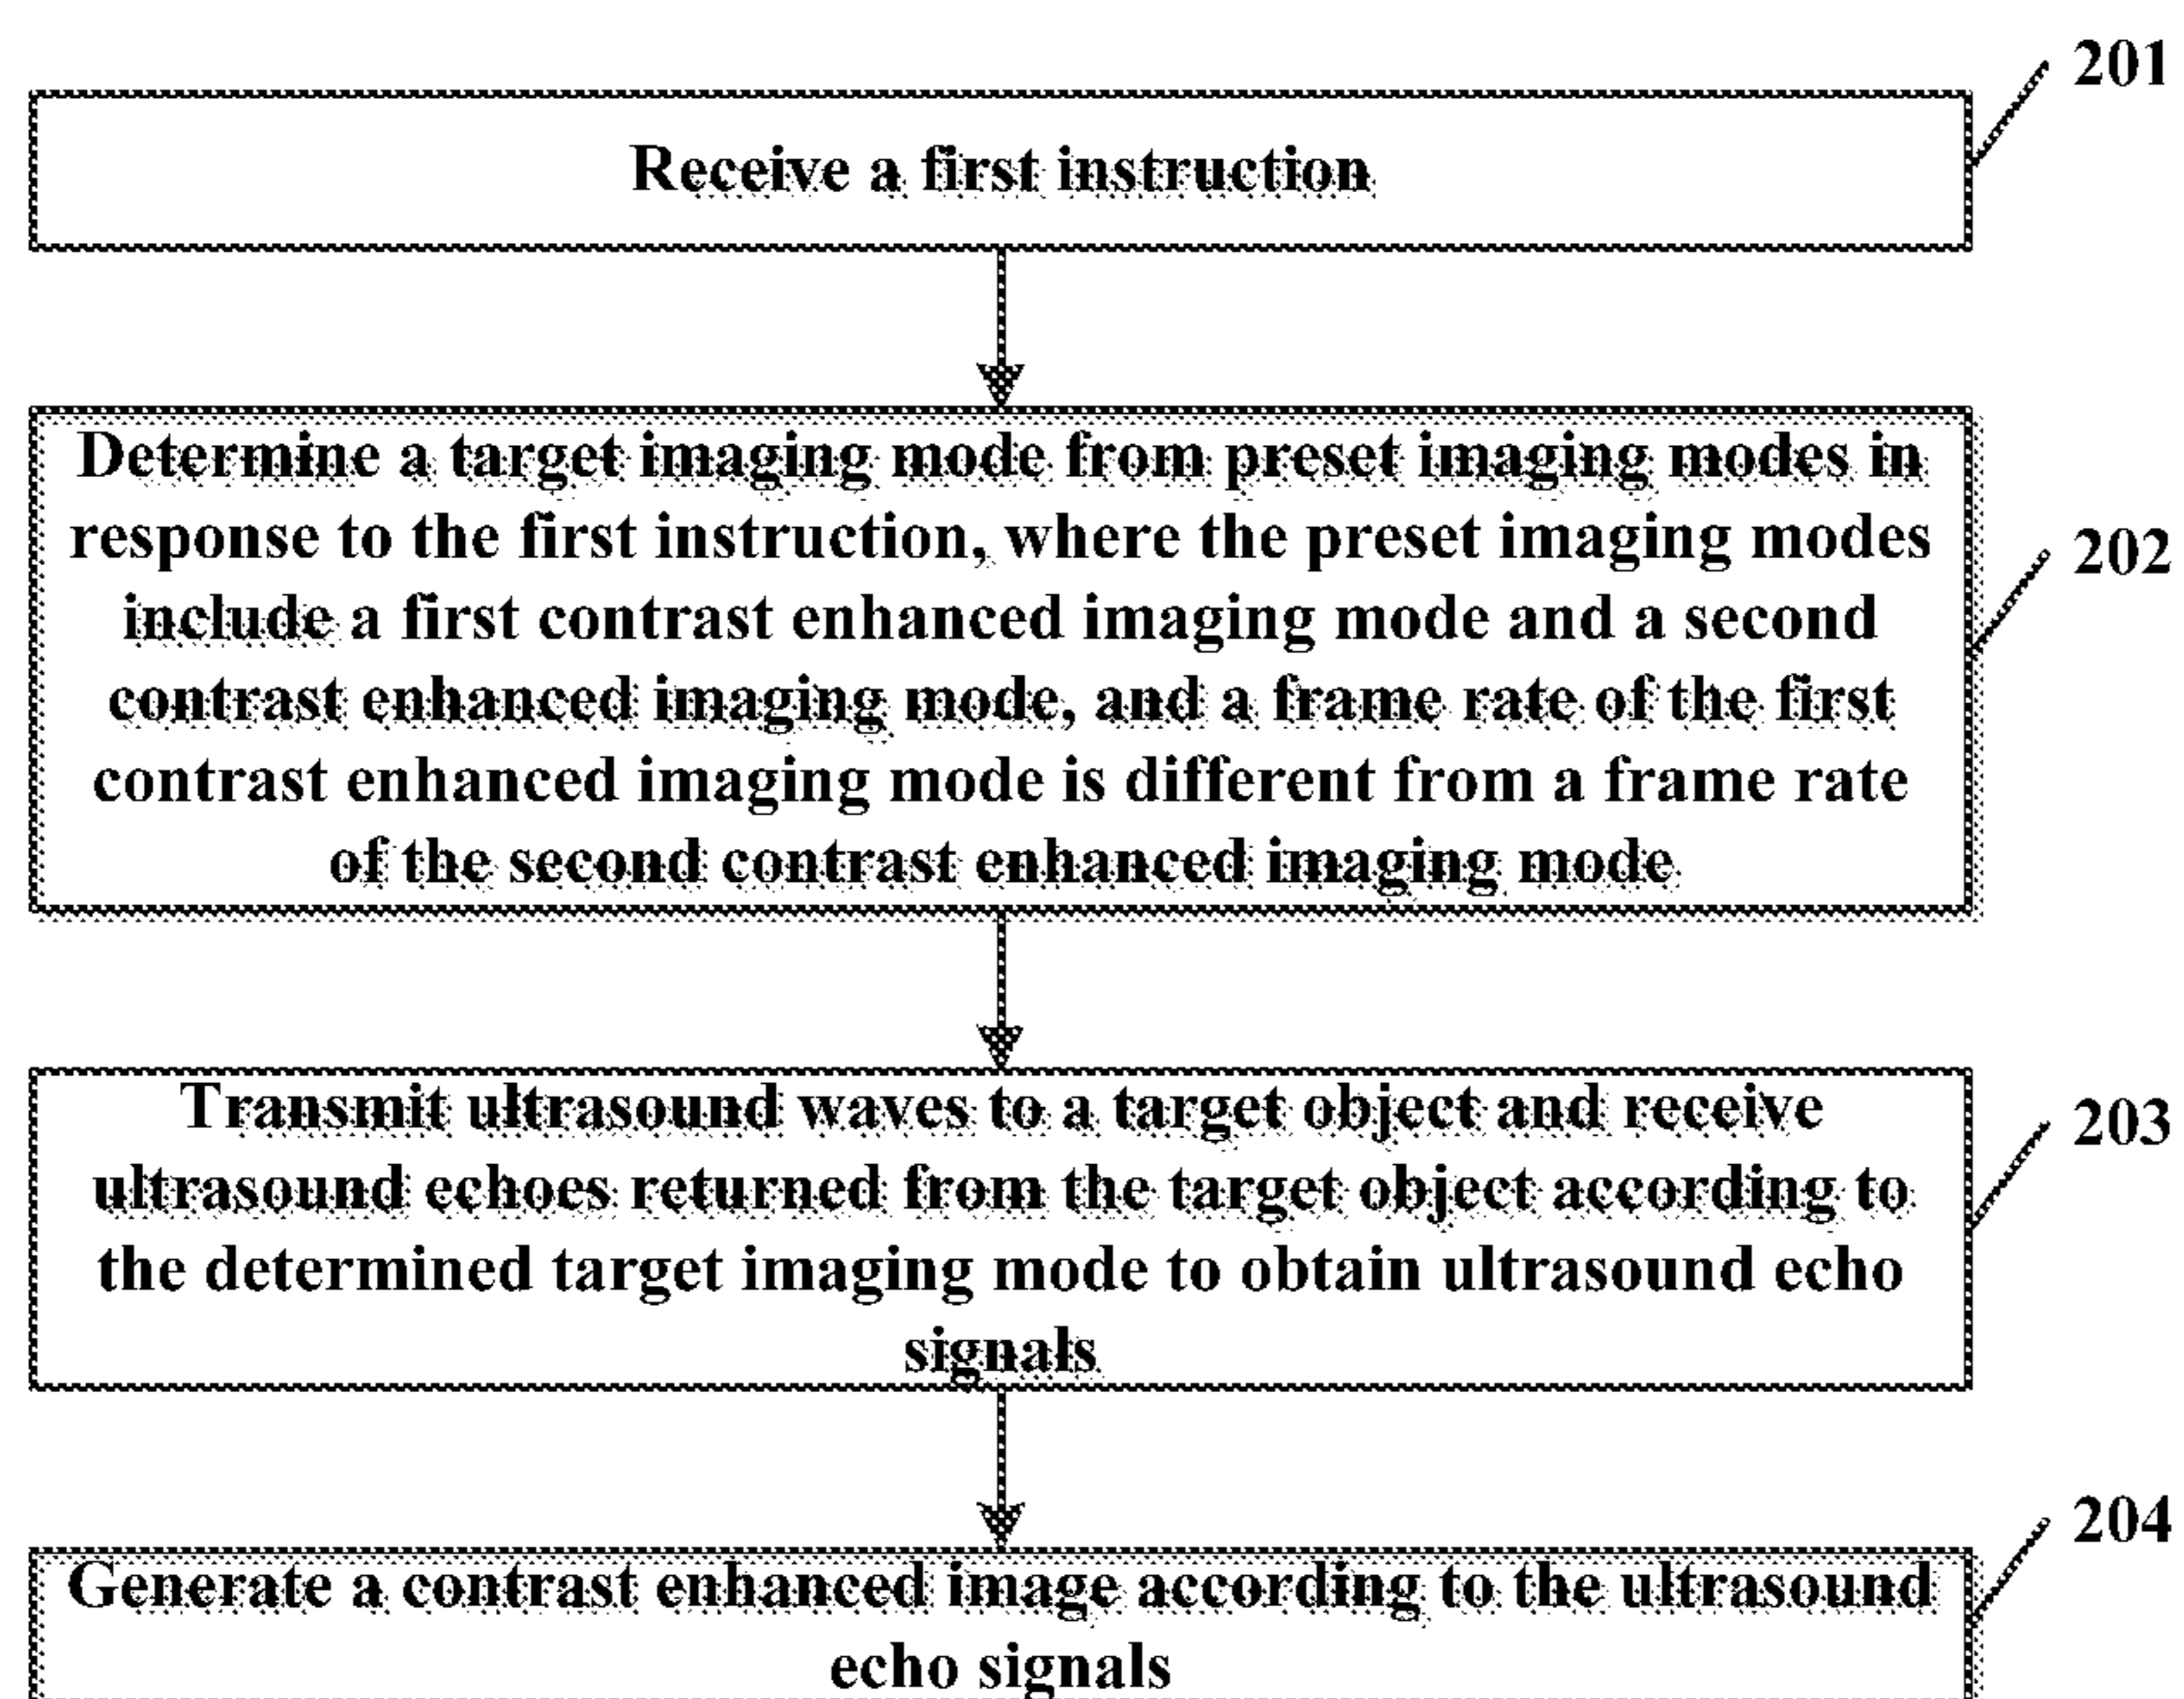 201
Receive a first instruction
Determine a target imaging mode from preset imaging modes in
response to the first instruction, where the preset imaging modes
include a first contrast enhanced imaging mode and a second
contrast enhanced imaging mode, and a frame rate of the first
contrast enhanced imaging mode is different from a frame rate
of the second contrast enhanced imaging mode
202
Transmit ultrasound waves to a target object and receive
ultrasound echoes returned from the target object according to
the determined target imaging mode to obtain ultrasound echo
signals
203
204
Generate a contrast enhanced image according to the ultrasound
echo signals